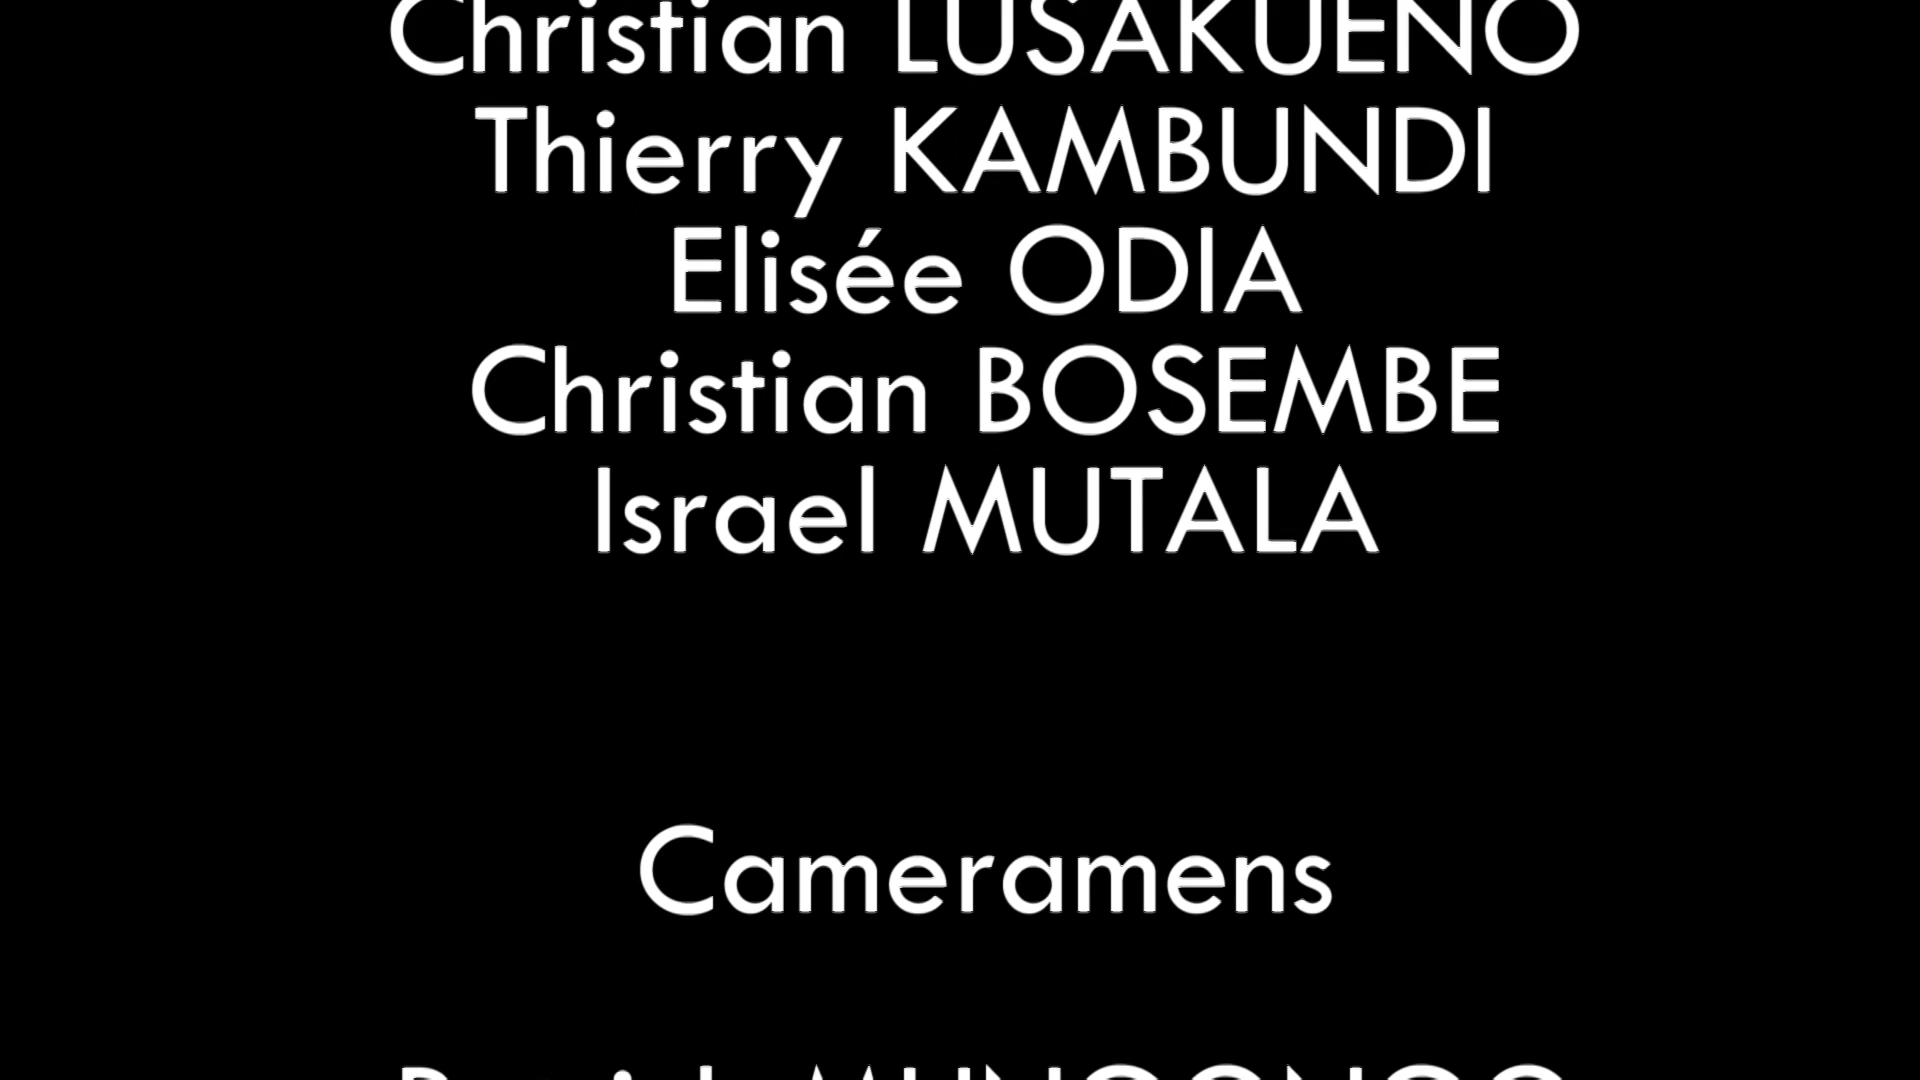 Christian LUSAKUENO
Thierry KAMBUNDI
Elisée ODIA
Christian BOSEMBE
Israel MUTALA
Cameramens